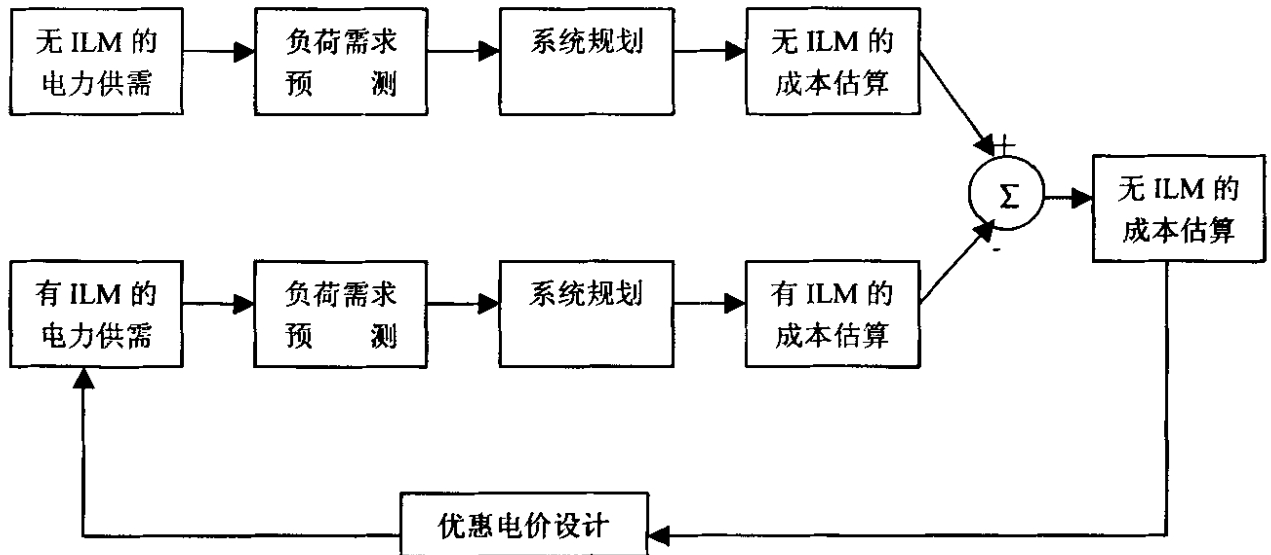 无 ILM 的
电力供需
负荷需求
预 测
系统规划
无 ILM 的
成本估算
+
Σ
-
无 ILM 的
成本估算
有 ILM 的
电力供需
负荷需求
预 测
系统规划
有 ILM 的
成本估算
优惠电价设计